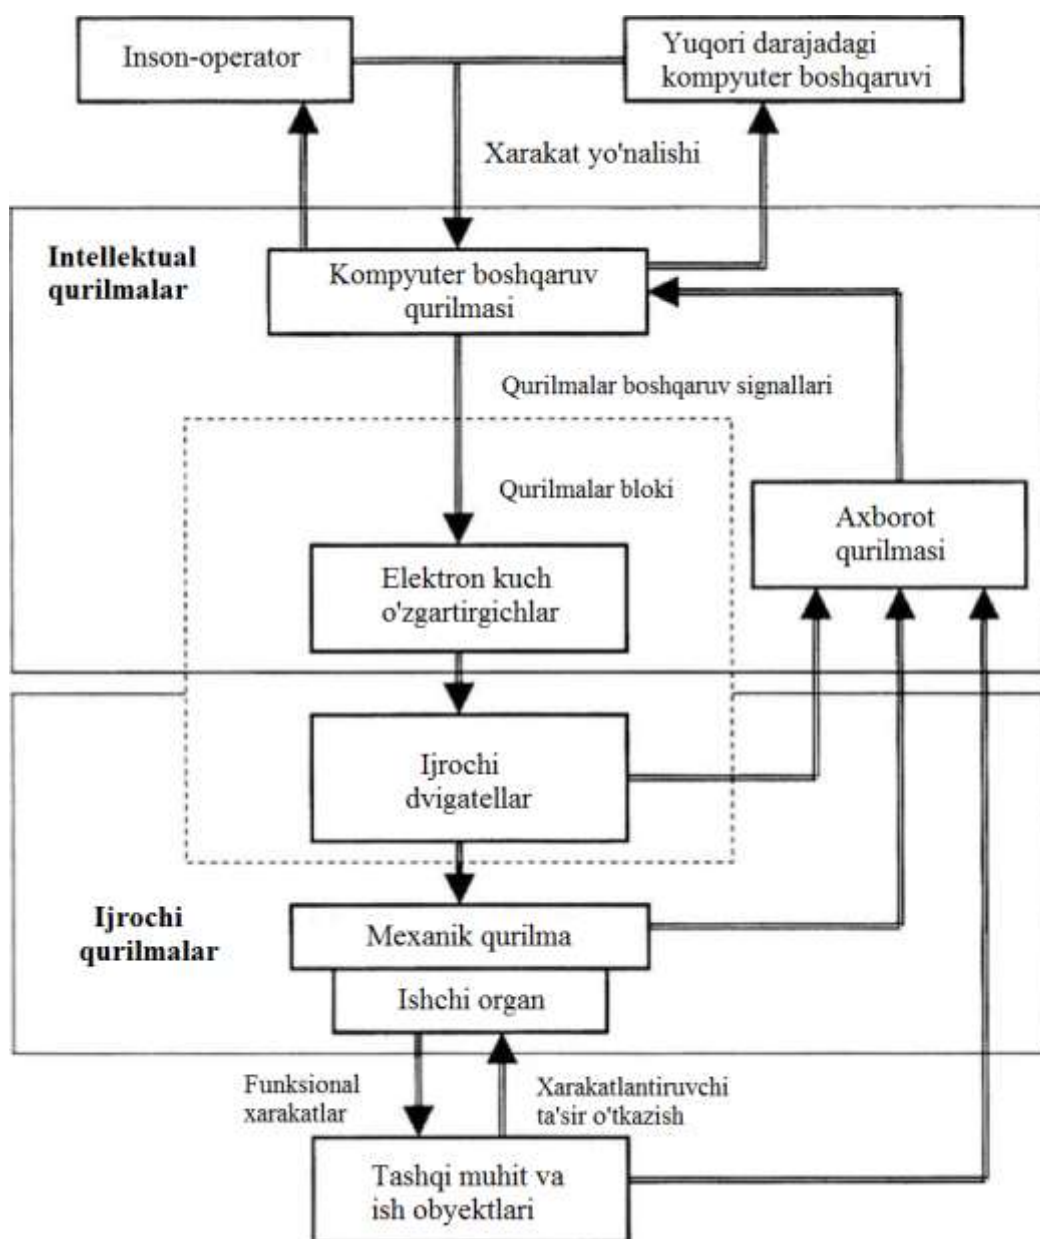 Inson-operator
Yuqori darajadagi
kompyuter boshqaruvi
Xarakat yo'nalishi
Intellektual
qurilmalar
Kompyuter boshqaruv
qurilmasi
Qurilmalar boshqaruv signallari
Qurilmalar bloki
Axborot
qurilmasi
Elektron kuch
o'zgartirgichlar
Ijrochi
dvigatellar
Ijrochi
qurilmalar
Mexanik qurilma
Ishchi organ
Funksional
xarakatlar
Xarakatlantiruvchi
ta'sir o'tkazish
Tashqi muhit va
ish obyektlari